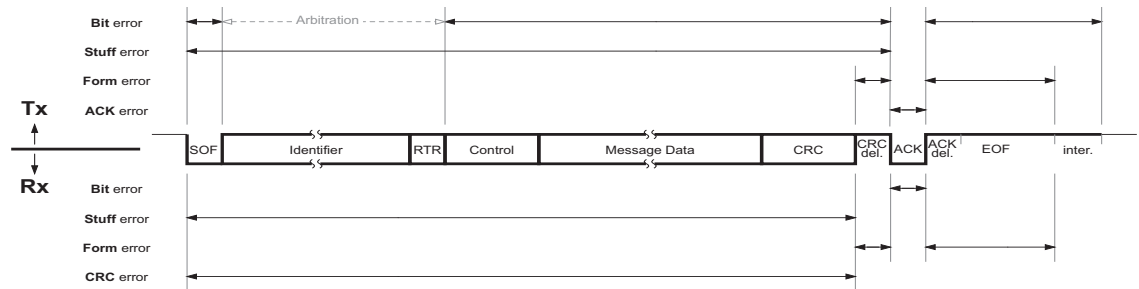 Bit error
Arbitration
Stuff error
Form error
Tx
ACK error
SOF
Identifier
RTR
Control
Message Data
CRC
CRC del.
ACK
ACK del.
EOF
inter.
Rx
Bit error
Stuff error
Form error
CRC error